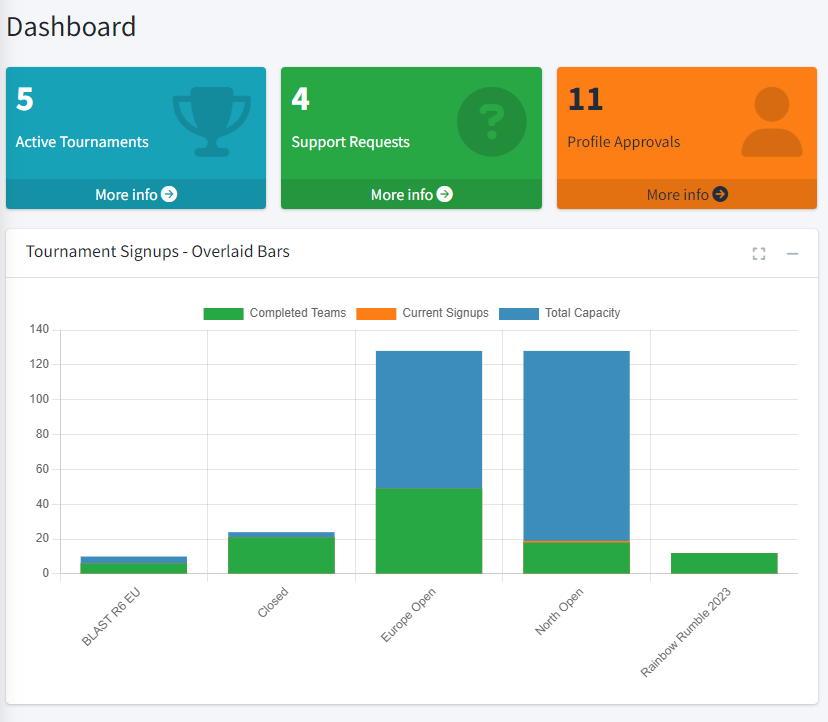 Dashboard
5
Active Tournaments
More info
4
Support Requests
More info
11
Profile Approvals
More info
Tournament Signups - Overlaid Bars
Completed Teams
Current Signups
Total Capacity
140
120
100
80
60
40
20
0
BLAST R6 EU
Closed
Europe Open
North Open
Rainbow Rumble 2023